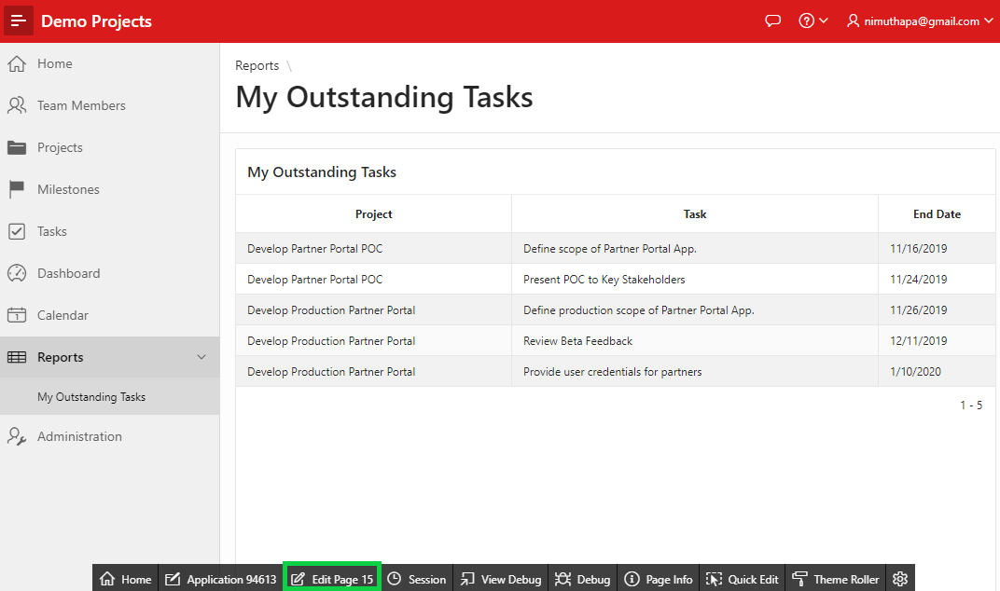 Demo Projects
nimuthapa@gmail.com
Home
Team Members
Projects
Milestones
Tasks
Dashboard
Calendar
1
Reports
My Outstanding Tasks
Administration
Reports \
My Outstanding Tasks
My Outstanding Tasks
Project Task End Date
Develop Partner Portal POC Define scope of Partner Portal App. 11/16/2019
Develop Partner Portal POC Present POC to Key Stakeholders 11/24/2019
Develop Production Partner Portal Define production scope of Partner Portal App. 11/26/2019
Develop Production Partner Portal Review Beta Feedback 12/11/2019
Develop Production Partner Portal Provide user credentials for partners 1/10/2020
1 - 5
Home Application 94613 Edit Page 15 Session View Debug Debug Page Info Quick Edit Theme Roller